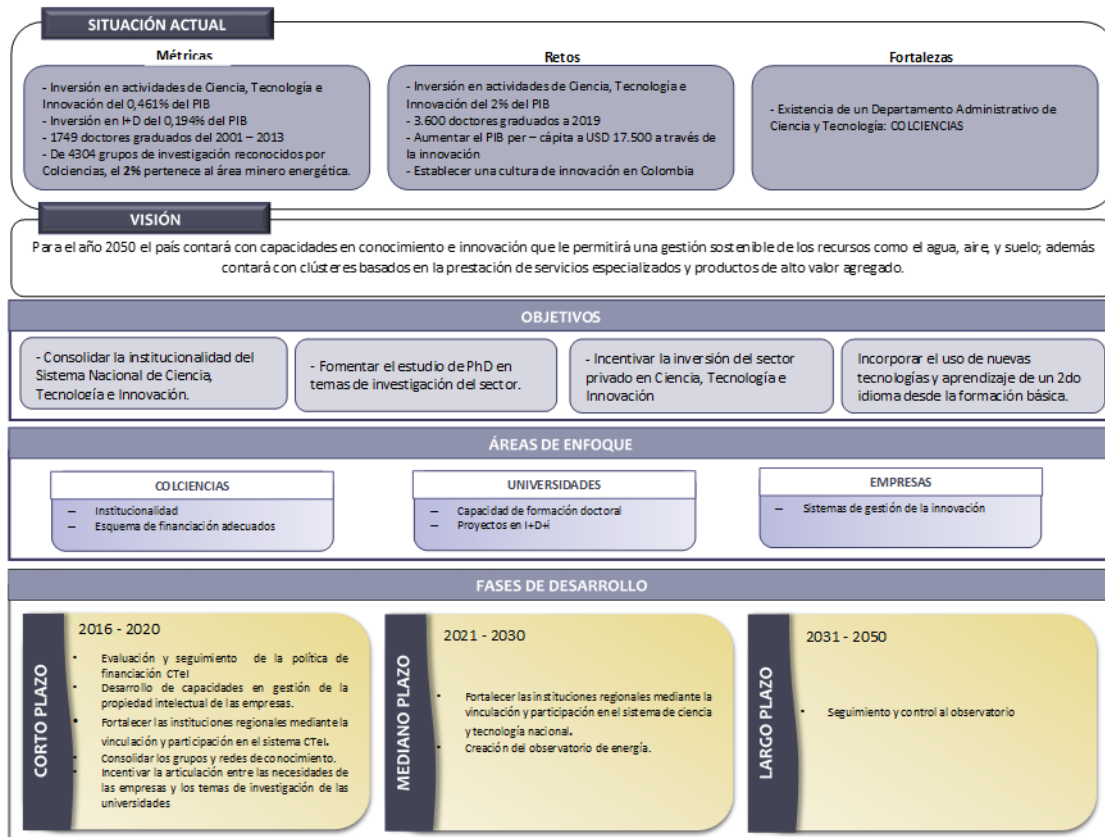 SITUACIÓN ACTUAL
Métricas
- Inversión en actividades de Ciencia, Tecnología e
Innovación del 0,461% del PIB
- Inversión en I+D del 0,194% del PIB
- 1749 doctores graduados del 2001 – 2013
- De 4304 grupos de investigación reconocidos por
Colciencias, el 2% pertenece al área minero energética.
Retos
- Inversión en actividades de Ciencia, Tecnología e
Innovación del 2% del PIB
- 3.600 doctores graduados a 2019
- Aumentar el PIB per – cápita a USD 17.500 a través de
la innovación
- Establecer una cultura de innovación en Colombia
Fortalezas
- Existencia de un Departamento Administrativo de
Ciencia y Tecnología: COLCIENCIAS
VISIÓN
Para el año 2050 el país contará con capacidades en conocimiento e innovación que le permitirá una gestión sostenible de los recursos como el agua, aire, y suelo; además
contará con clústeres basados en la prestación de servicios especializados y productos de alto valor agregado.
OBJETIVOS
- Consolidar la institucionalidad del
Sistema Nacional de Ciencia,
Tecnología e Innovación.
- Fomentar el estudio de PhD en
temas de investigación del sector.
- Incentivar la inversión del sector
privado en Ciencia, Tecnología e
Innovación
Incorporar el uso de nuevas
tecnologías y aprendizaje de un 2do
idioma desde la formación básica.
ÁREAS DE ENFOQUE
COLCIENCIAS
– Institucionalidad
– Esquema de financiación adecuados
UNIVERSIDADES
– Capacidad de formación doctoral
– Proyectos en I+D+i
EMPRESAS
– Sistemas de gestión de la innovación
FASES DE DESARROLLO
CORTO PLAZO
2016 - 2020
• Evaluación y seguimiento de la política de
financiación CTeI
• Desarrollo de capacidades en gestión de la
propiedad intelectual de las empresas.
• Fortalecer las instituciones regionales mediante la
vinculación y participación en el sistema CTeI.
• Consolidar los grupos y redes de conocimiento.
• Incentivar la articulación entre las necesidades de
las empresas y los temas de investigación de las
universidades
MEDIANO PLAZO
2021 - 2030
• Fortalecer las instituciones regionales mediante la
vinculación y participación en el sistema de ciencia
y tecnología nacional.
• Creación del observatorio de energía.
LARGO PLAZO
2031 - 2050
• Seguimiento y control al observatorio